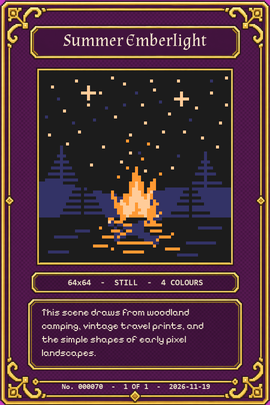 Summer Emberlight
64x64 - STILL - 4 COLOURS
This scene draws from woodland
camping, vintage travel prints, and
the simple shapes of early pixel
landscapes.
No. 000070 - 1 OF 1 - 2026-11-19